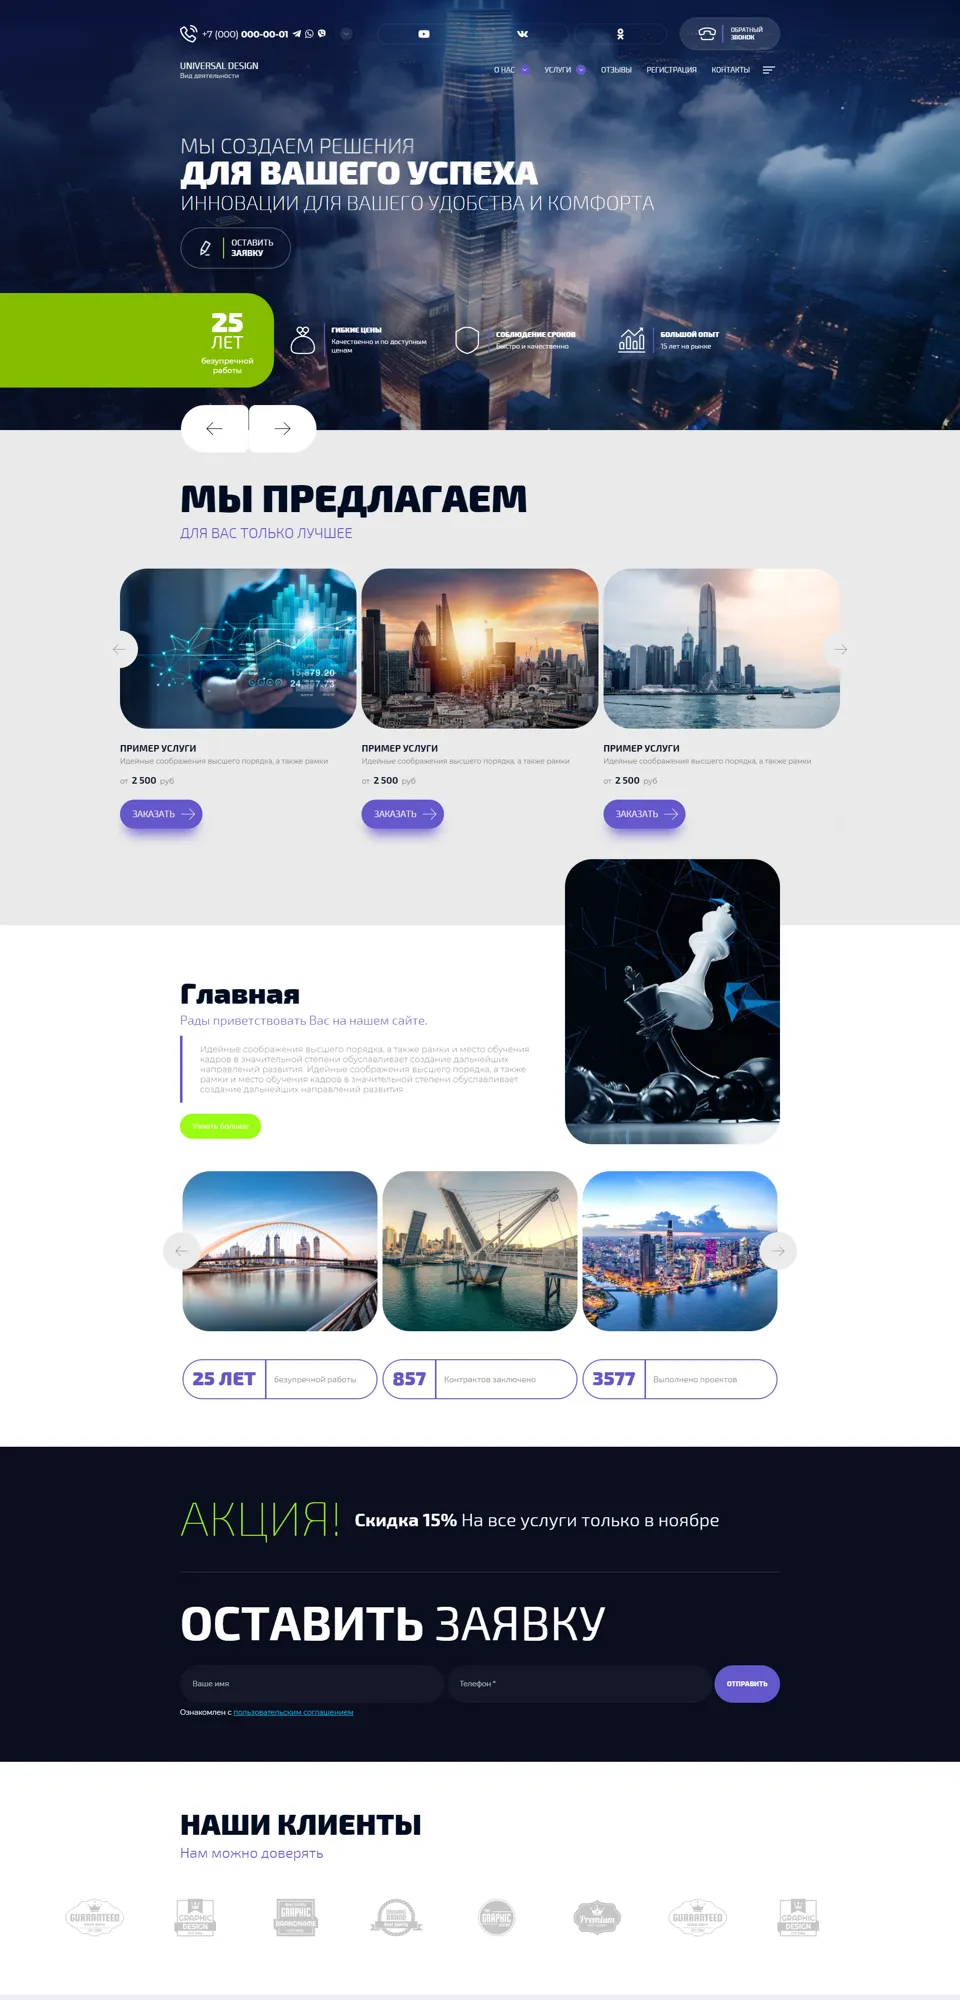 +7 (000) 000-00-01
ОБРАТНЫЙ
ЗВОНОК
UNIVERSAL DESIGN
Вид деятельности
О НАС
УСЛУГИ
ОТЗЫВЫ
РЕГИСТРАЦИЯ
КОНТАКТЫ
МЫ СОЗДАЕМ РЕШЕНИЯ
ДЛЯ ВАШЕГО УСПЕХА
ИННОВАЦИИ ДЛЯ ВАШЕГО УДОБСТВА И КОМФОРТА
ОСТАВИТЬ
ЗАЯВКУ
25
ЛЕТ
безупречной
работы
ГИБКИЕ ЦЕНЫ
Качественно и по доступным
ценам
СОБЛЮДЕНИЕ СРОКОВ
Быстро и качественно
БОЛЬШОЙ ОПЫТ
15 лет на рынке
МЫ ПРЕДЛАГАЕМ
ДЛЯ ВАС ТОЛЬКО ЛУЧШЕЕ
15,879.20
ПРИМЕР УСЛУГИ
Идейные соображения высшего порядка, а также рамки
от 2 500 руб
ЗАКАЗАТЬ
ПРИМЕР УСЛУГИ
Идейные соображения высшего порядка, а также рамки
от 2 500 руб
ЗАКАЗАТЬ
ПРИМЕР УСЛУГИ
Идейные соображения высшего порядка, а также рамки
от 2 500 руб
ЗАКАЗАТЬ
Главная
Рады приветствовать Вас на нашем сайте.
Идейные соображения высшего порядка, а также рамки и место обучения
кадров в значительной степени обуславливает создание дальнейших
направлений развития. Идейные соображения высшего порядка, а также
рамки и место обучения кадров в значительной степени обуславливает
создание дальнейших направлений развития.
Узнать больше
25 ЛЕТ
безупречной работы
857
Контрактов заключено
3577
Выполнено проектов
АКЦИЯ! Скидка 15% На все услуги только в ноябре
ОСТАВИТЬ ЗАЯВКУ
Ваше имя
Телефон *
ОТПРАВИТЬ
Ознакомлен с пользовательским соглашением
НАШИ КЛИЕНТЫ
Нам можно доверять
GUARANTEED
GRAPHIC
DESIGN
GRAPHIC
BRANDNAME
GRAPHIC
Premium
GUARANTEED
GRAPHIC
DESIGN